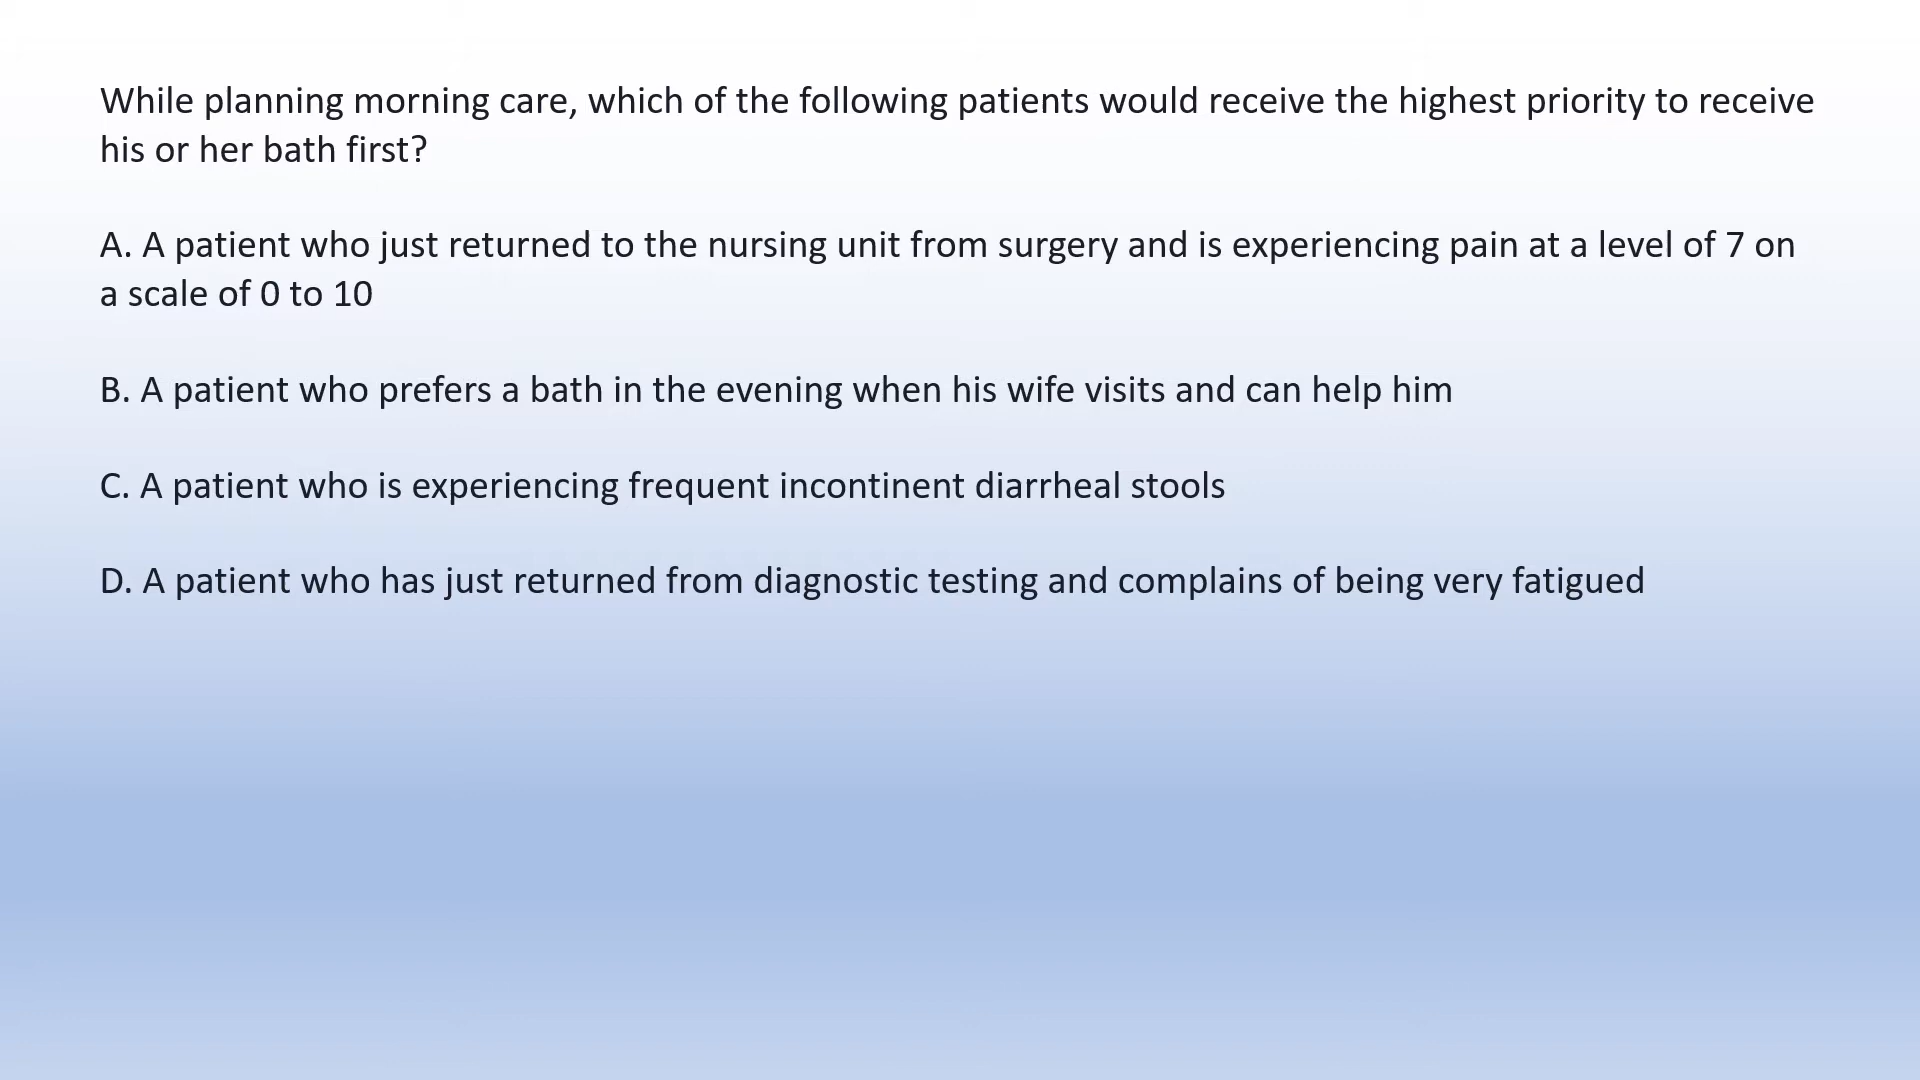 While planning morning care, which of the following patients would receive the highest priority to receive
his or her bath first?
A. A patient who just returned to the nursing unit from surgery and is experiencing pain at a level of 7 on
a scale of 0 to 10
B. A patient who prefers a bath in the evening when his wife visits and can help him
C. A patient who is experiencing frequent incontinent diarrheal stools
D. A patient who has just returned from diagnostic testing and complains of being very fatigued